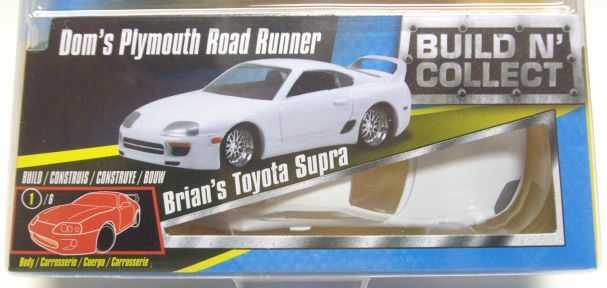 Dom's Plymouth Road Runner
BUILD N'
COLLECT
BUILD / CONSTRUIS / CONSTRUYE / BOUW
1 / 6
Brian's Toyota Supra
Body / Carrosserie / Cuerpo / Carrosserie